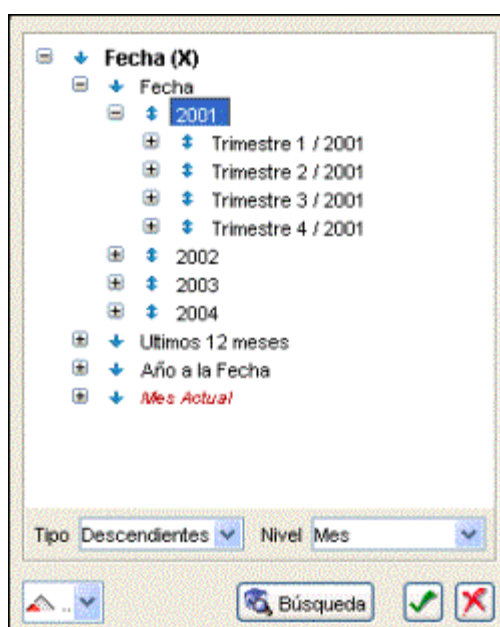 Fecha (X)
Fecha
2001
Trimestre 1 / 2001
Trimestre 2 / 2001
Trimestre 3 / 2001
Trimestre 4 / 2001
2002
2003
2004
Ultimos 12 meses
Año a la Fecha
Mes Actual
Tipo Descendientes Nivel Mes
.. Búsqueda